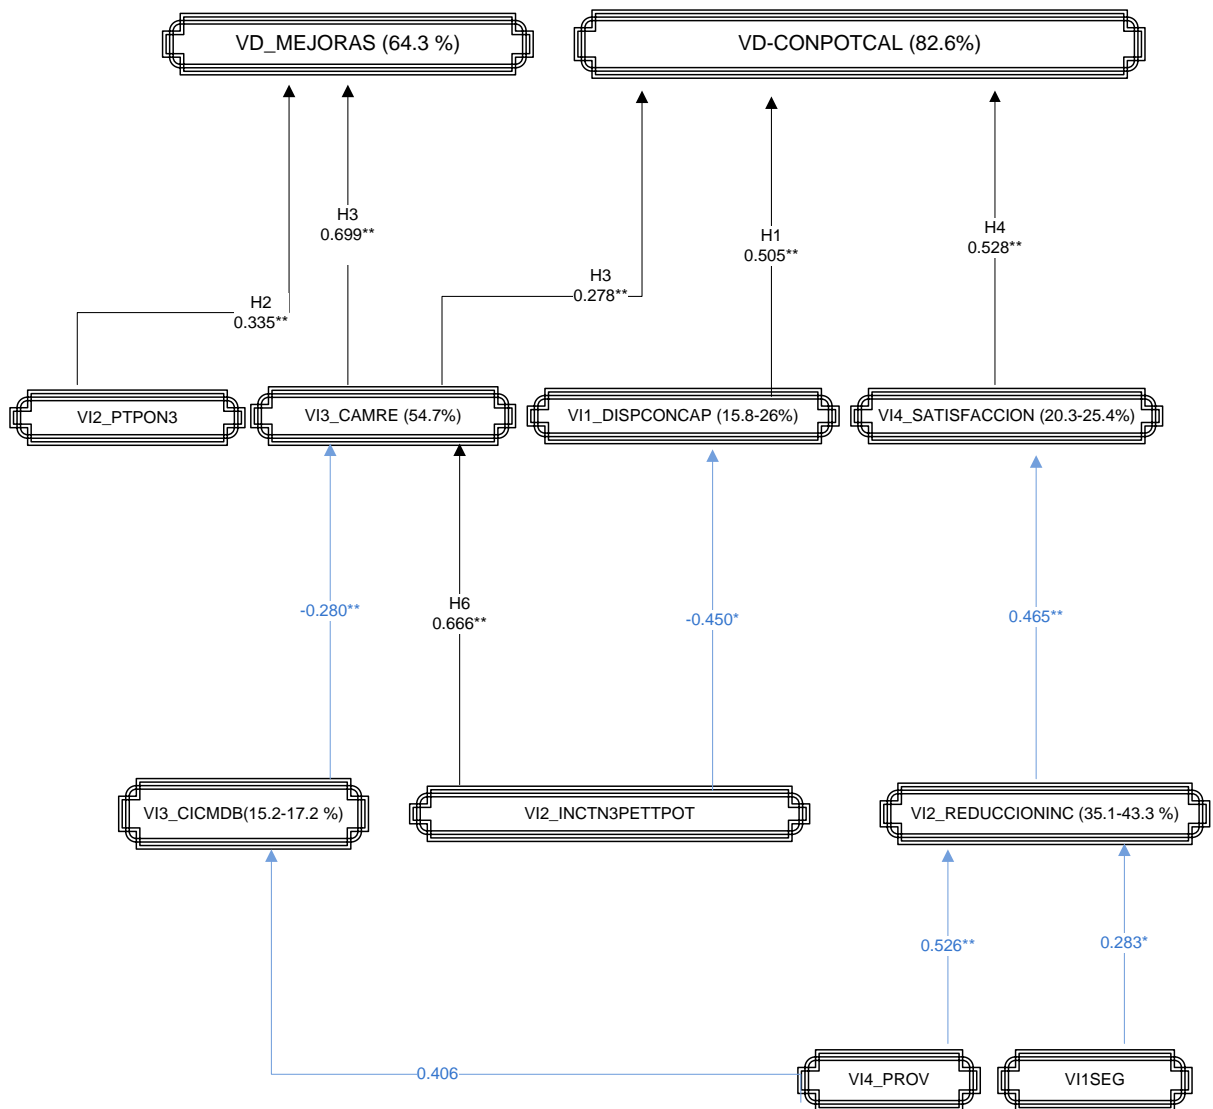 VD_MEJORAS (64.3 %)
VD-CONPOTCAL (82.6%)
H3
0.699**
H1
0.505**
H4
0.528**
H3
0.278**
H2
0.335**
VI2_PTPON3
VI3_CAMRE (54.7%)
VI1_DISPCONCAP (15.8-26%)
VI4_SATISFACCION (20.3-25.4%)
-0.280**
H6
0.666**
-0.450*
0.465**
VI3_CICMDB(15.2-17.2 %)
VI2_INCTN3PETTPOT
VI2_REDUCCIONINC (35.1-43.3 %)
0.526**
0.283*
0.406
VI4_PROV
VI1SEG